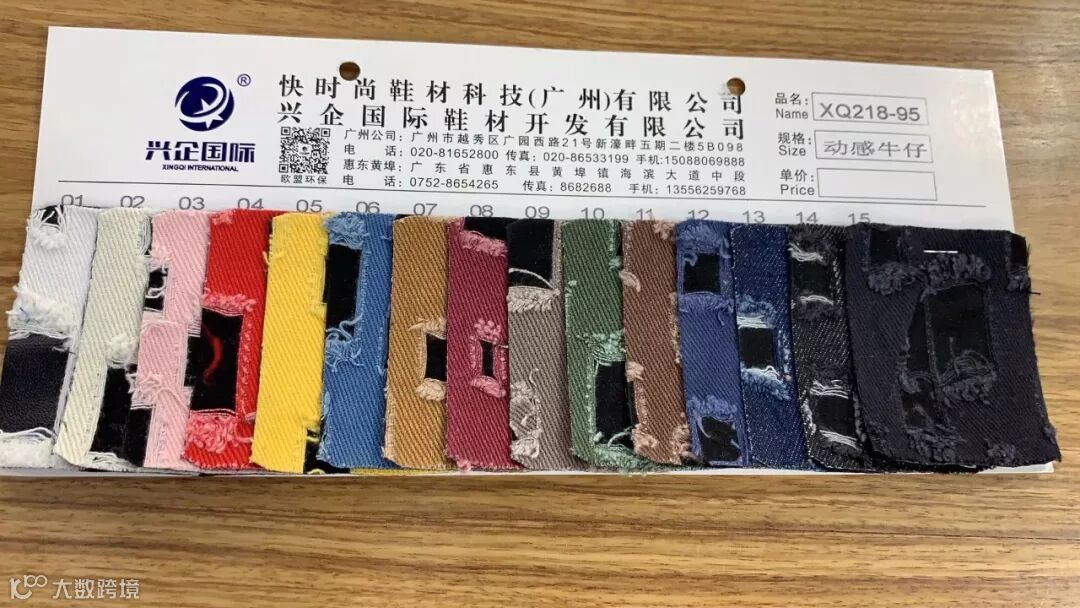 快时尚鞋材科技(广州)有限公司
兴企国际鞋材开发有限公司
®
兴企国际
XINGQI INTERNATIONAL
欧盟环保
广州公司:广州市越秀区广园西路21号新濠畔五期二楼5B098
电话:020-81652800 传真:020-86533199 手机:15088069888
惠东黄埠:广东省惠东县黄埠镇海滨大道中段
电话:0752-8654265 传真:8682688 手机:13556259768
品名: Name XQ218-95
规格: Size 动感牛仔
单价: Price
01 02 03 04 05 06 07 08 09 10 11 12 13 14 15
大数跨境